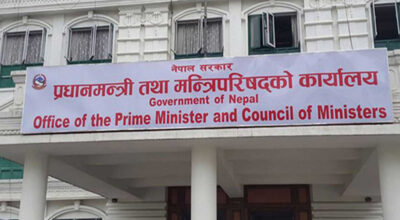 नेपाल सरकार
प्रधानमन्त्री तथा मन्त्रिपरिषद्को कार्यालय
Government of Nepal
Office of the Prime Minister and Council of Ministers